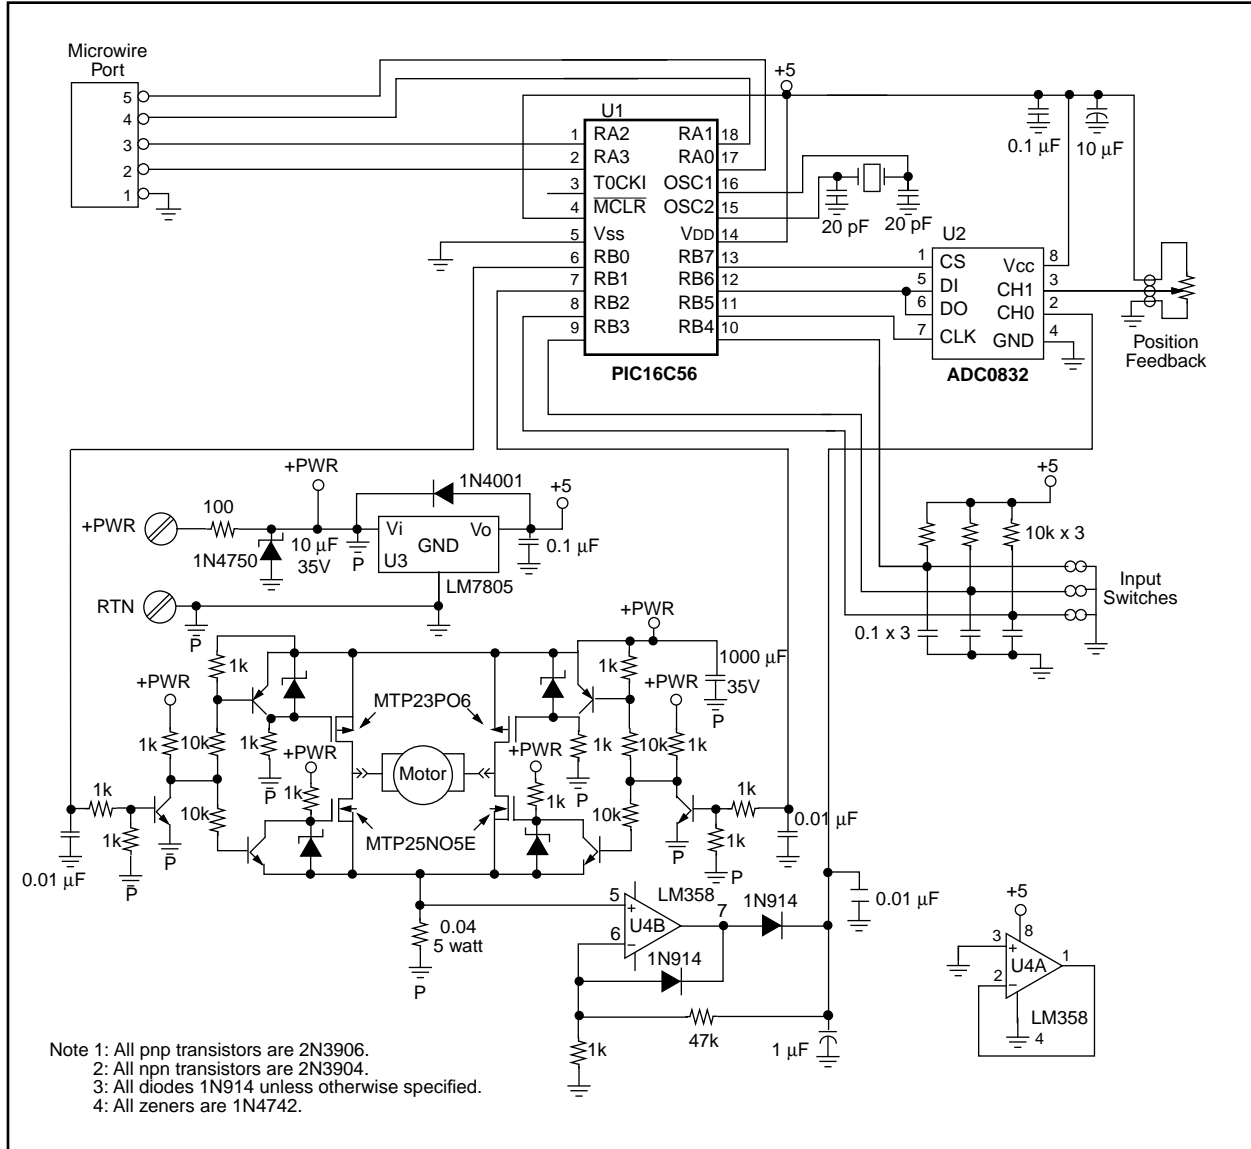 Microwire
Port
5
4
3
2
1
+5
0.1 µF
10 µF
U1
1 RA2 RA1 18
2 RA3 RA0 17
3 T0CKI OSC1 16
4 MCLR OSC2 15
5 Vss VDD 14
6 RB0 RB7 13
7 RB1 RB6 12
8 RB2 RB5 11
9 RB3 RB4 10
PIC16C56
20 pF
20 pF
U2
1 CS Vcc 8
5 DI CH1 3
6 DO CH0 2
7 CLK GND 4
ADC0832
Position
Feedback
+PWR
100
+PWR
1N4750
10 µF
35V
P
1N4001
Vi Vo
GND
U3
LM7805
+5
0.1 µF
RTN
P
+5
10k x 3
Input
Switches
0.1 x 3
+PWR
1000 µF
35V
P
1k
1k
+PWR
+PWR
MTP23PO6
1k
10k
1k
+PWR
+PWR
1k
10k
1k
P
P
Motor
1k
1k
1k
10k
1k
P
P
0.01 µF
MTP25NO5E
10k
1k
1k
P
P
0.01 µF
0.04
5 watt
P
5
+
LM358
U4B
7
6
–
1N914
1N914
0.01 µF
47k
1k
1 µF
+5
8
3
+
U4A
1
2
–
LM358
4
Note 1: All pnp transistors are 2N3906.
2: All npn transistors are 2N3904.
3: All diodes 1N914 unless otherwise specified.
4: All zeners are 1N4742.